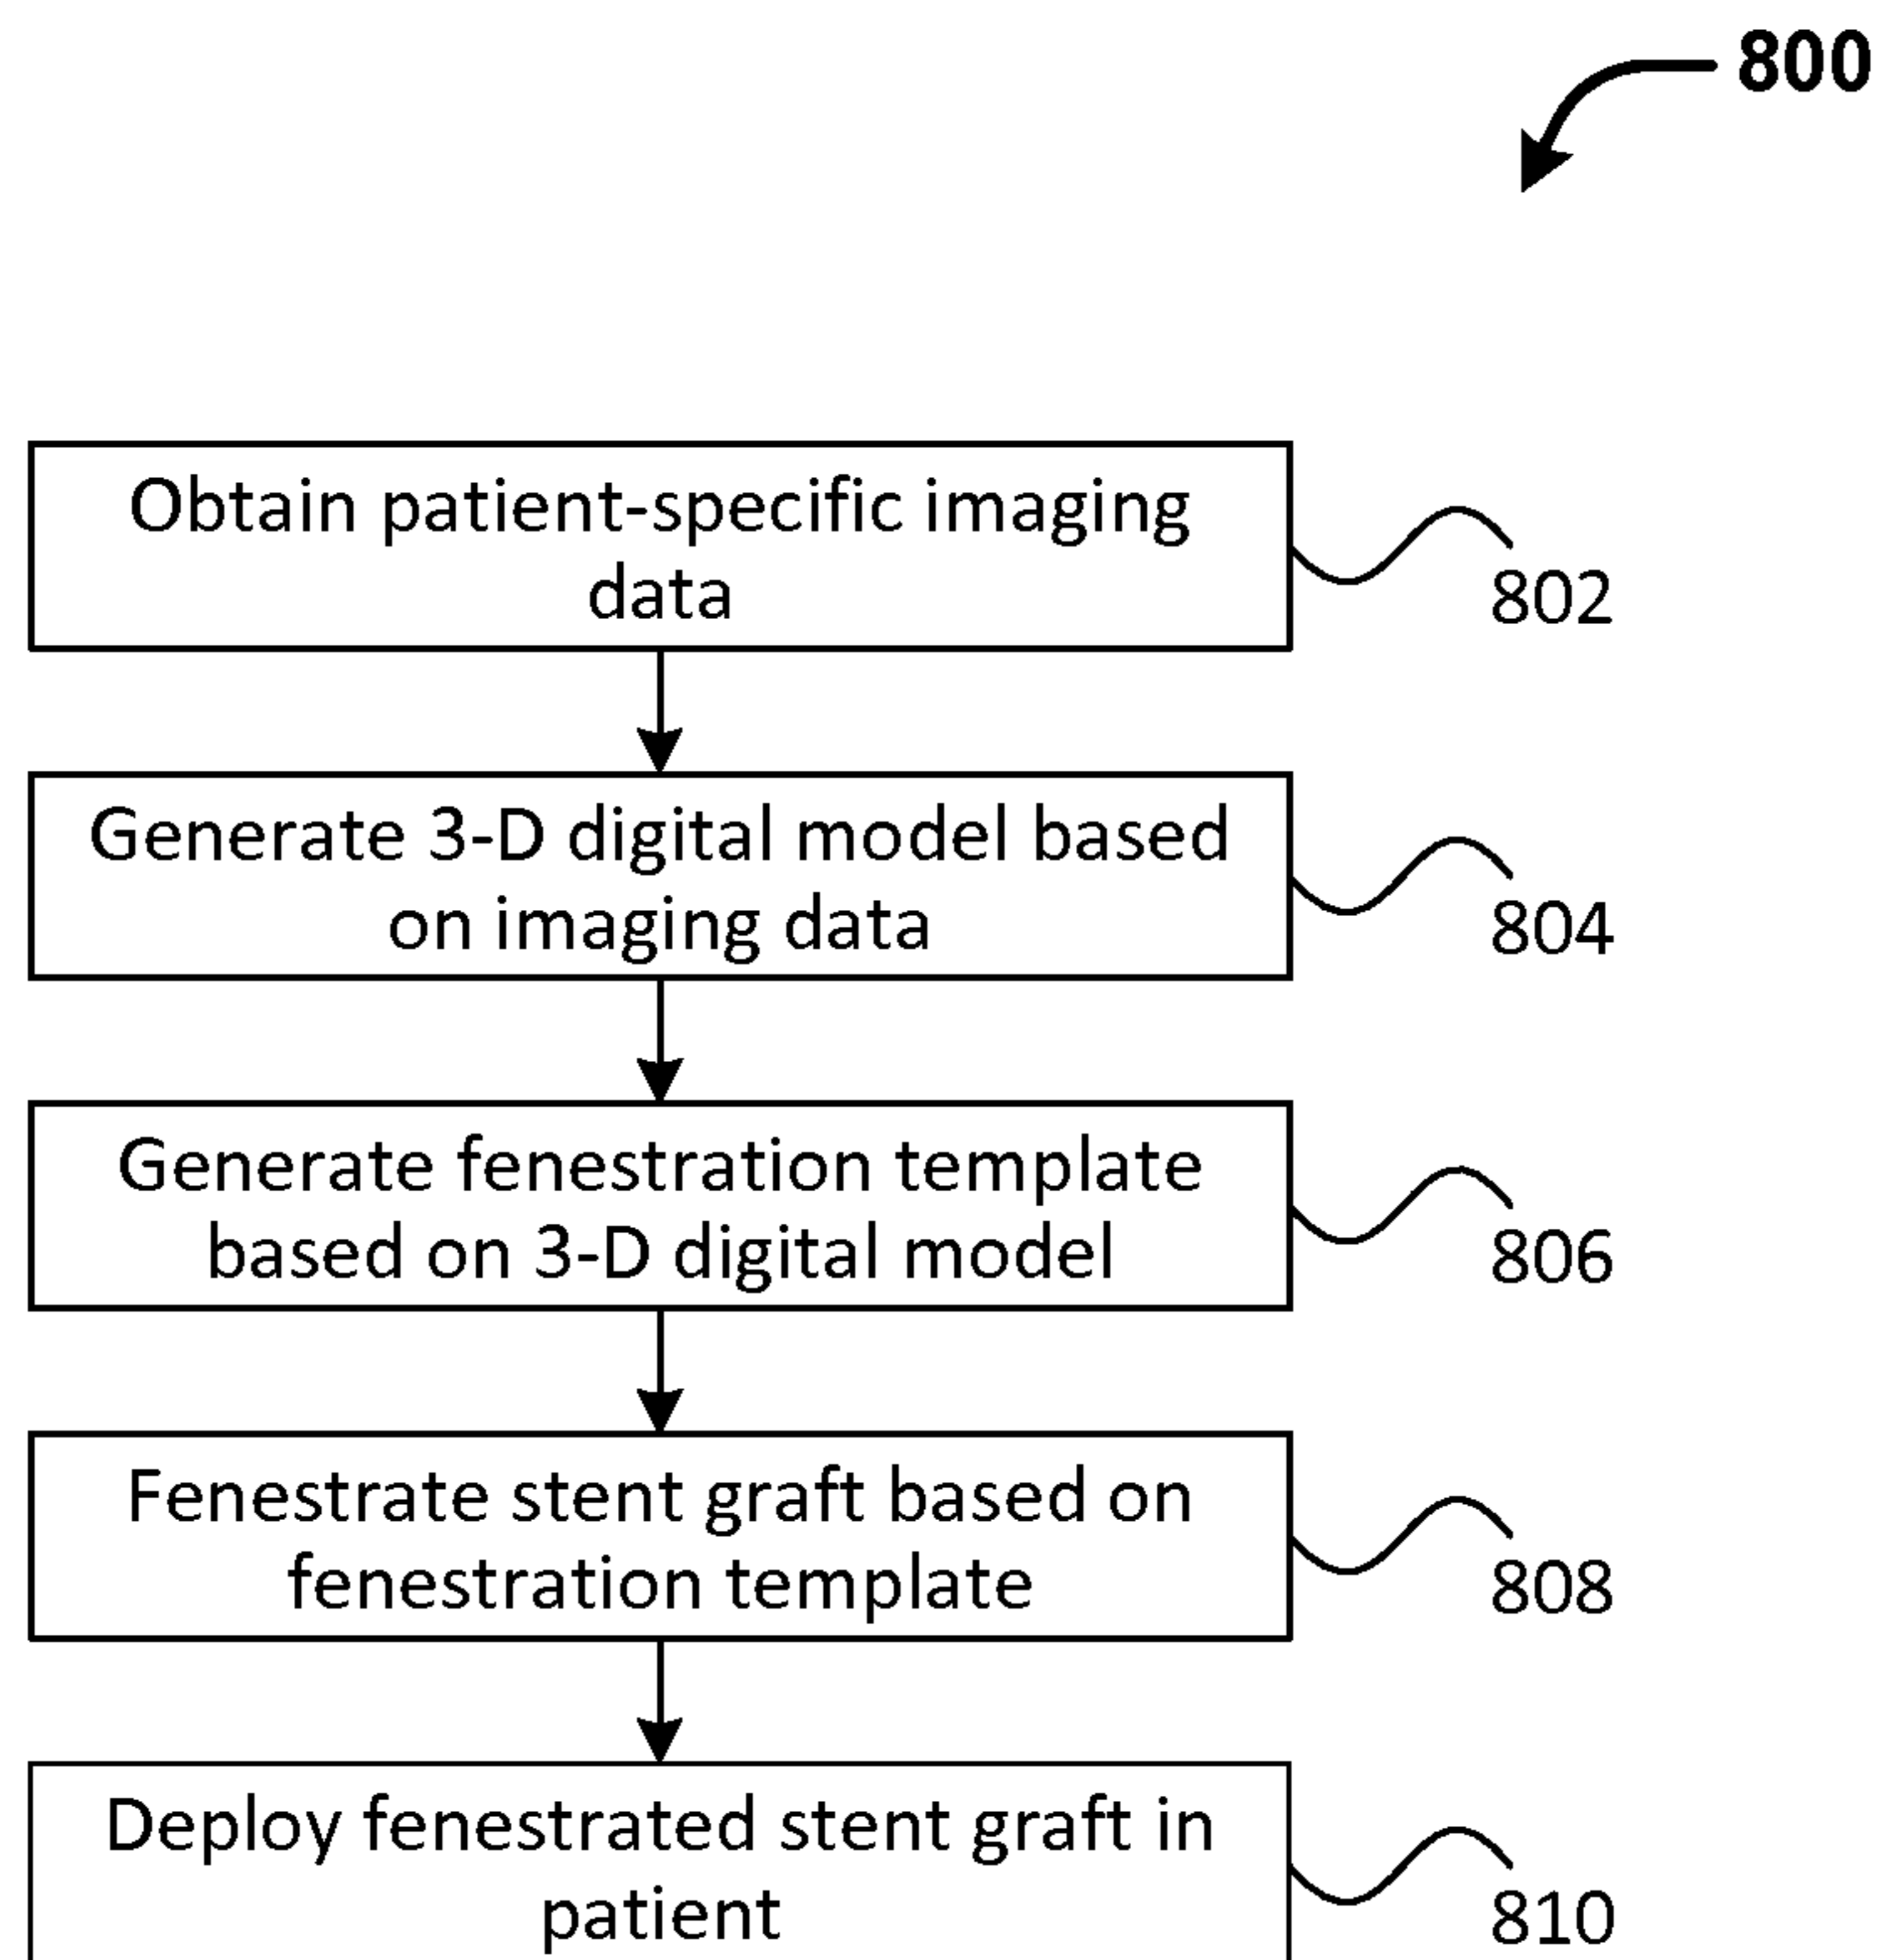 800
Obtain patient-specific imaging
data
802
Generate 3-D digital model based
on imaging data
804
Generate fenestration template
based on 3-D digital model
806
Fenestrate stent graft based on
fenestration template
808
Deploy fenestrated stent graft in
patient
810